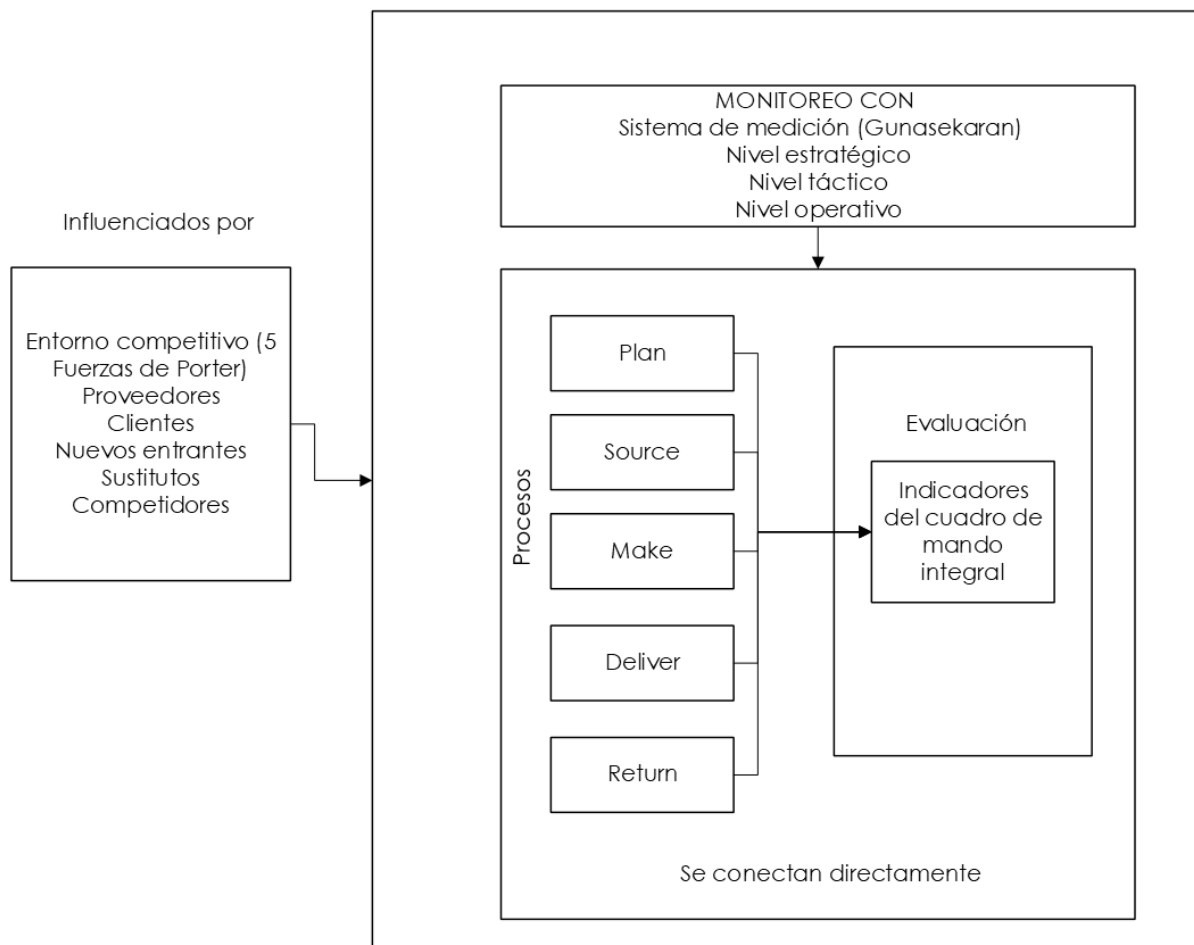 MONITOREO CON
Sistema de medición (Gunasekaran)
Nivel estratégico
Nivel táctico
Nivel operativo
Influenciados por
Entorno competitivo (5
Fuerzas de Porter)
Proveedores
Clientes
Nuevos entrantes
Sustitutos
Competidores
Procesos
Plan
Source
Make
Deliver
Return
Evaluación
Indicadores
del cuadro de
mando
integral
Se conectan directamente